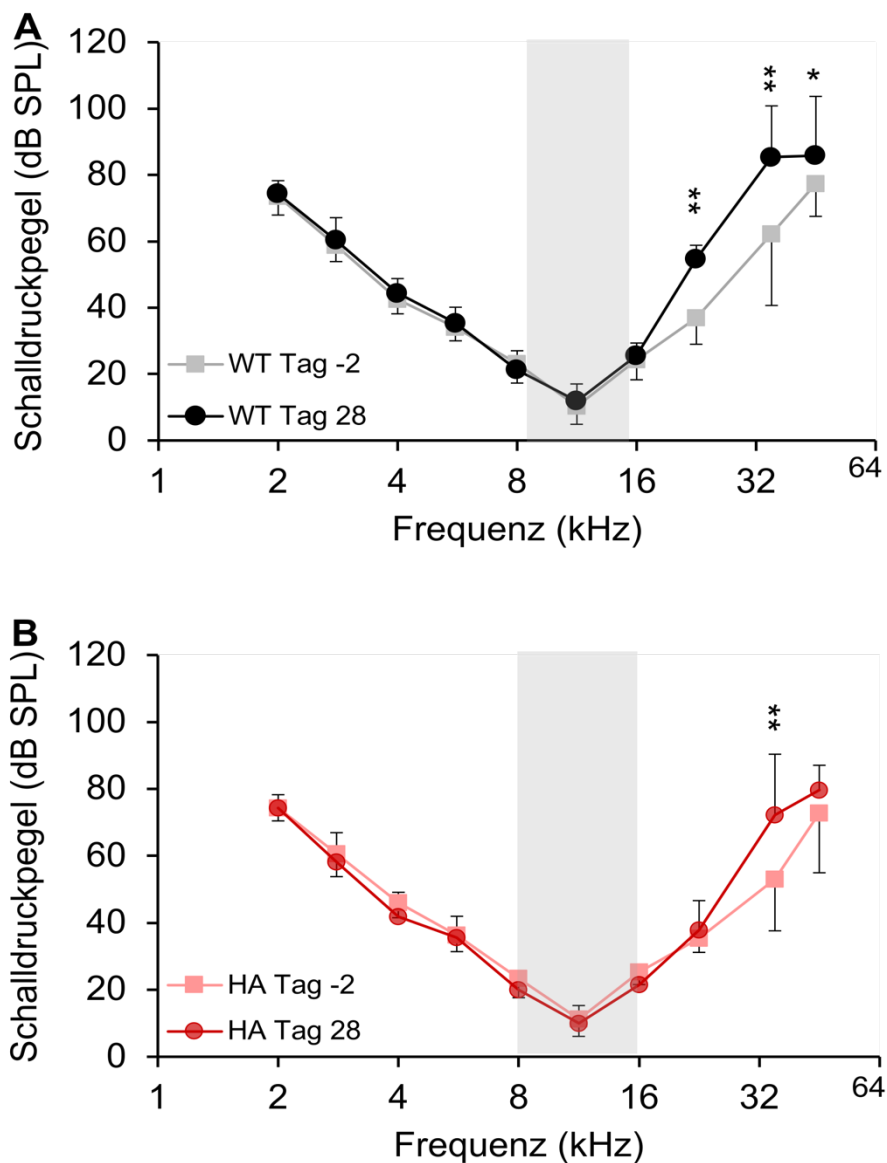 A
Schalldruckpegel (dB SPL)
120
100
80
60
40
20
0
** ** *
WT Tag -2
WT Tag 28
1 2 4 8 16 32 64
Frequenz (kHz)
B
Schalldruckpegel (dB SPL)
120
100
80
60
40
20
0
**
HA Tag -2
HA Tag 28
1 2 4 8 16 32 64
Frequenz (kHz)